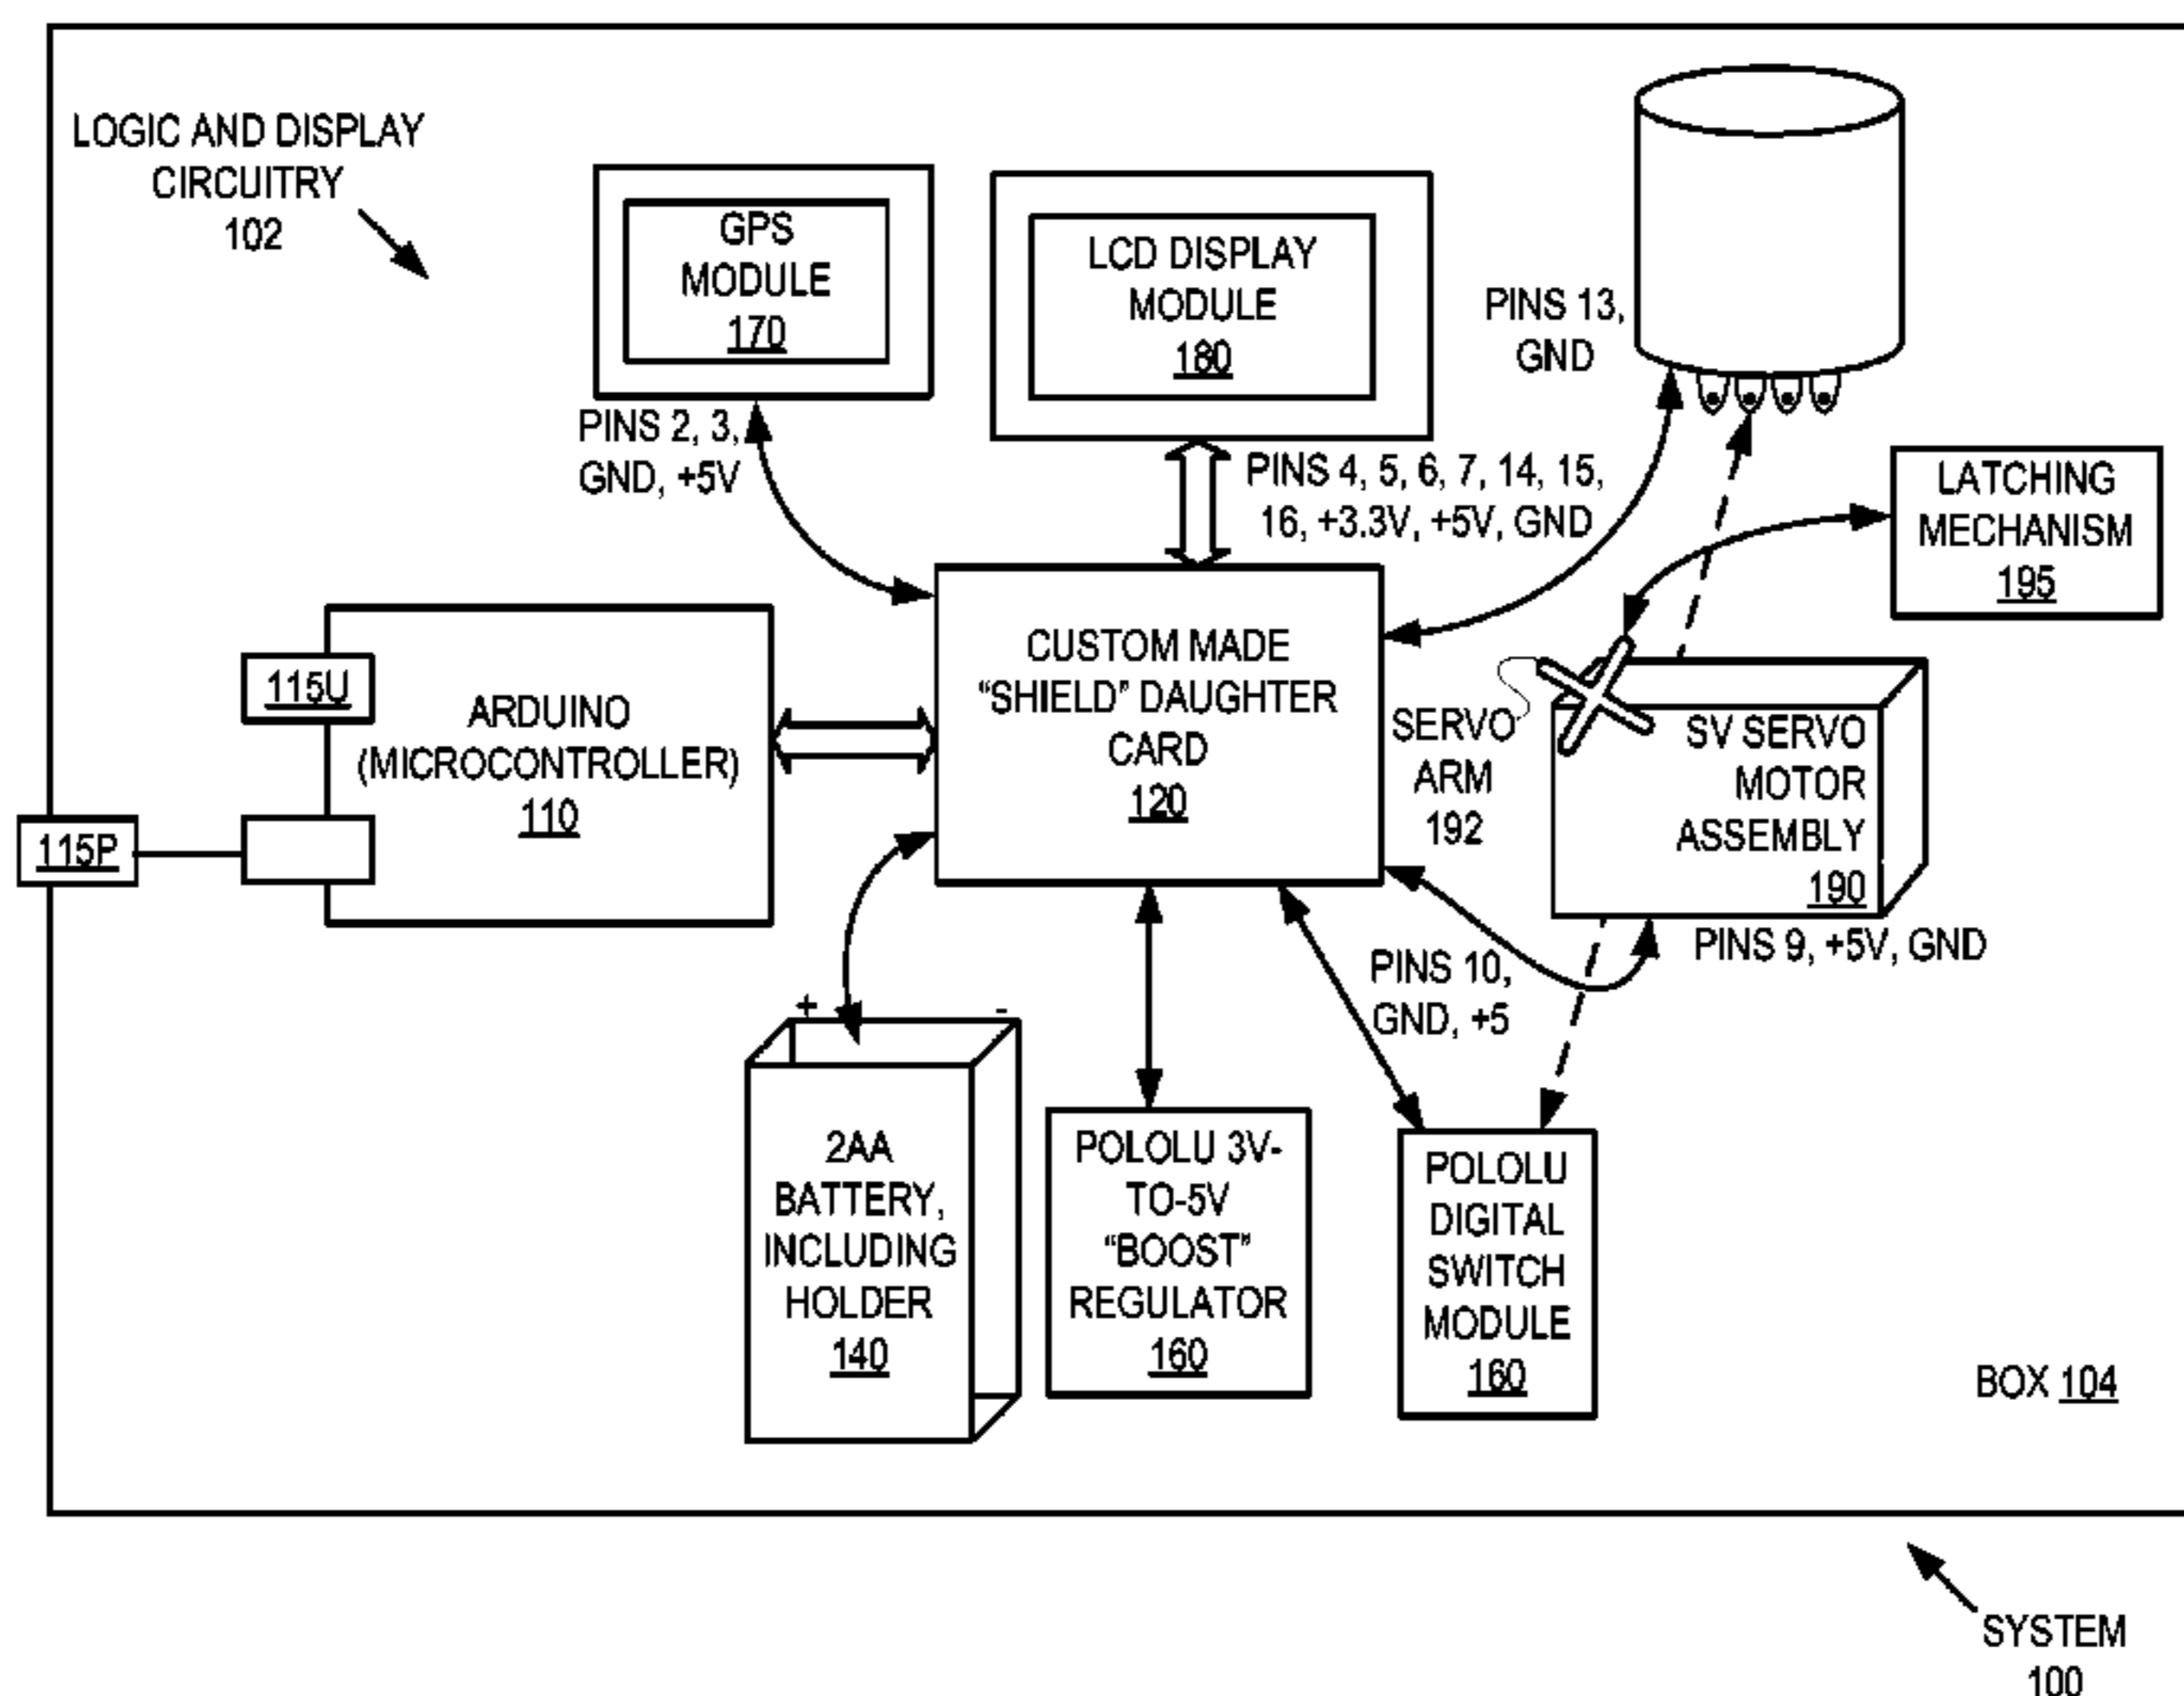 LOGIC AND DISPLAY
CIRCUITRY
102
GPS
MODULE
170
LCD DISPLAY
MODULE
180
PINS 13,
GND
PINS 2, 3,
GND, +5V
PINS 4, 5, 6, 7, 14, 15,
16, +3.3V, +5V, GND
LATCHING
MECHANISM
195
115U
ARDUINO
(MICROCONTROLLER)
110
115P
CUSTOM MADE
“SHIELD” DAUGHTER
CARD
120
SERVO
ARM
192
SV SERVO
MOTOR
ASSEMBLY
190
PINS 9, +5V, GND
PINS 10,
GND, +5
+ -
2AA
BATTERY,
INCLUDING
HOLDER
140
POLOLU 3V-
TO-5V
“BOOST”
REGULATOR
160
POLOLU
DIGITAL
SWITCH
MODULE
160
BOX 104
SYSTEM
100